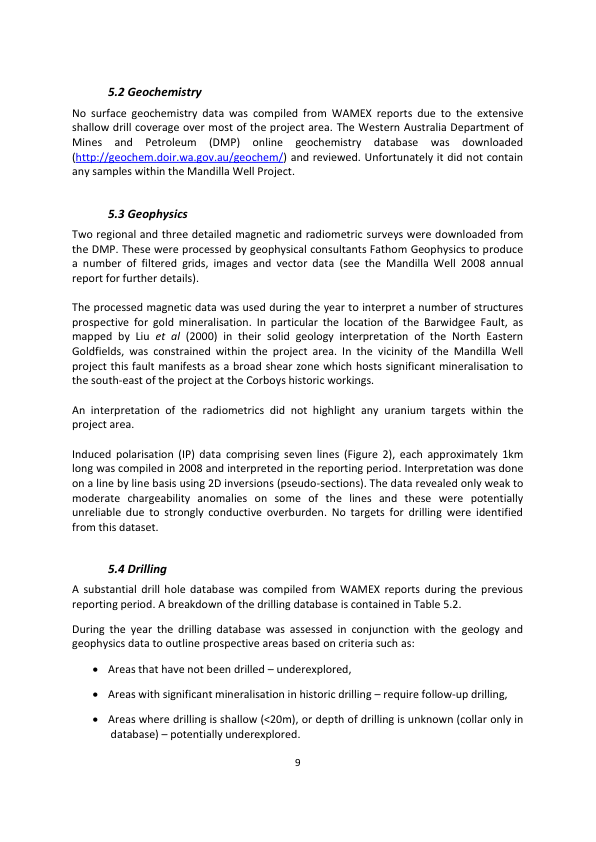 5.2 Geochemistry
No surface geochemistry data was compiled from WAMEX reports due to the extensive
shallow drill coverage over most of the project area. The Western Australia Department of
Mines and Petroleum (DMP) online geochemistry database was downloaded
(http://geochem.doir.wa.gov.au/geochem/) and reviewed. Unfortunately it did not contain
any samples within the Mandilla Well Project.
5.3 Geophysics
Two regional and three detailed magnetic and radiometric surveys were downloaded from
the DMP. These were processed by geophysical consultants Fathom Geophysics to produce
a number of filtered grids, images and vector data (see the Mandilla Well 2008 annual
report for further details).
The processed magnetic data was used during the year to interpret a number of structures
prospective for gold mineralisation. In particular the location of the Barwidgee Fault, as
mapped by Liu et al (2000) in their solid geology interpretation of the North Eastern
Goldfields, was constrained within the project area. In the vicinity of the Mandilla Well
project this fault manifests as a broad shear zone which hosts significant mineralisation to
the south-east of the project at the Corboys historic workings.
An interpretation of the radiometrics did not highlight any uranium targets within the
project area.
Induced polarisation (IP) data comprising seven lines (Figure 2), each approximately 1km
long was compiled in 2008 and interpreted in the reporting period. Interpretation was done
on a line by line basis using 2D inversions (pseudo-sections). The data revealed only weak to
moderate chargeability anomalies on some of the lines and these were potentially
unreliable due to strongly conductive overburden. No targets for drilling were identified
from this dataset.
5.4 Drilling
A substantial drill hole database was compiled from WAMEX reports during the previous
reporting period. A breakdown of the drilling database is contained in Table 5.2.
During the year the drilling database was assessed in conjunction with the geology and
geophysics data to outline prospective areas based on criteria such as:
• Areas that have not been drilled – underexplored,
• Areas with significant mineralisation in historic drilling – require follow-up drilling,
• Areas where drilling is shallow (<20m), or depth of drilling is unknown (collar only in
database) – potentially underexplored.
9